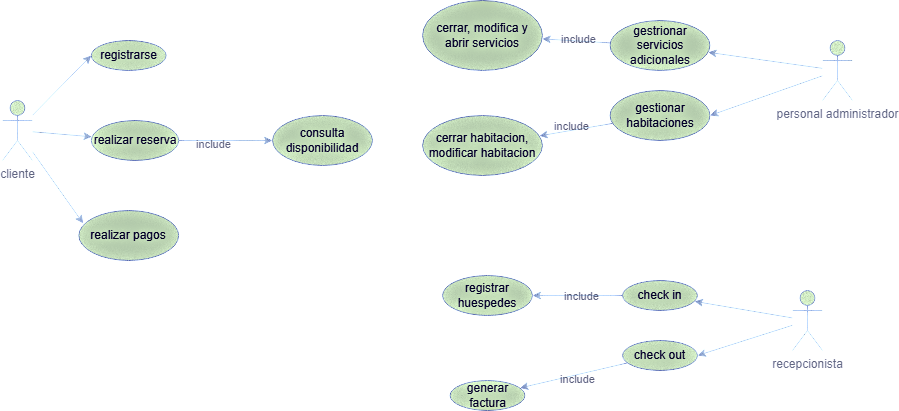 registrarse
realizar reserva
include
consulta
disponibilidad
cliente
realizar pagos
cerrar, modifica y
abrir servicios
include
gestrionar
servicios
adicionales
personal administrador
gestionar
habitaciones
include
cerrar habitacion,
modificar habitacion
registrar
huespedes
include
check in
recepcionista
check out
include
generar
factura